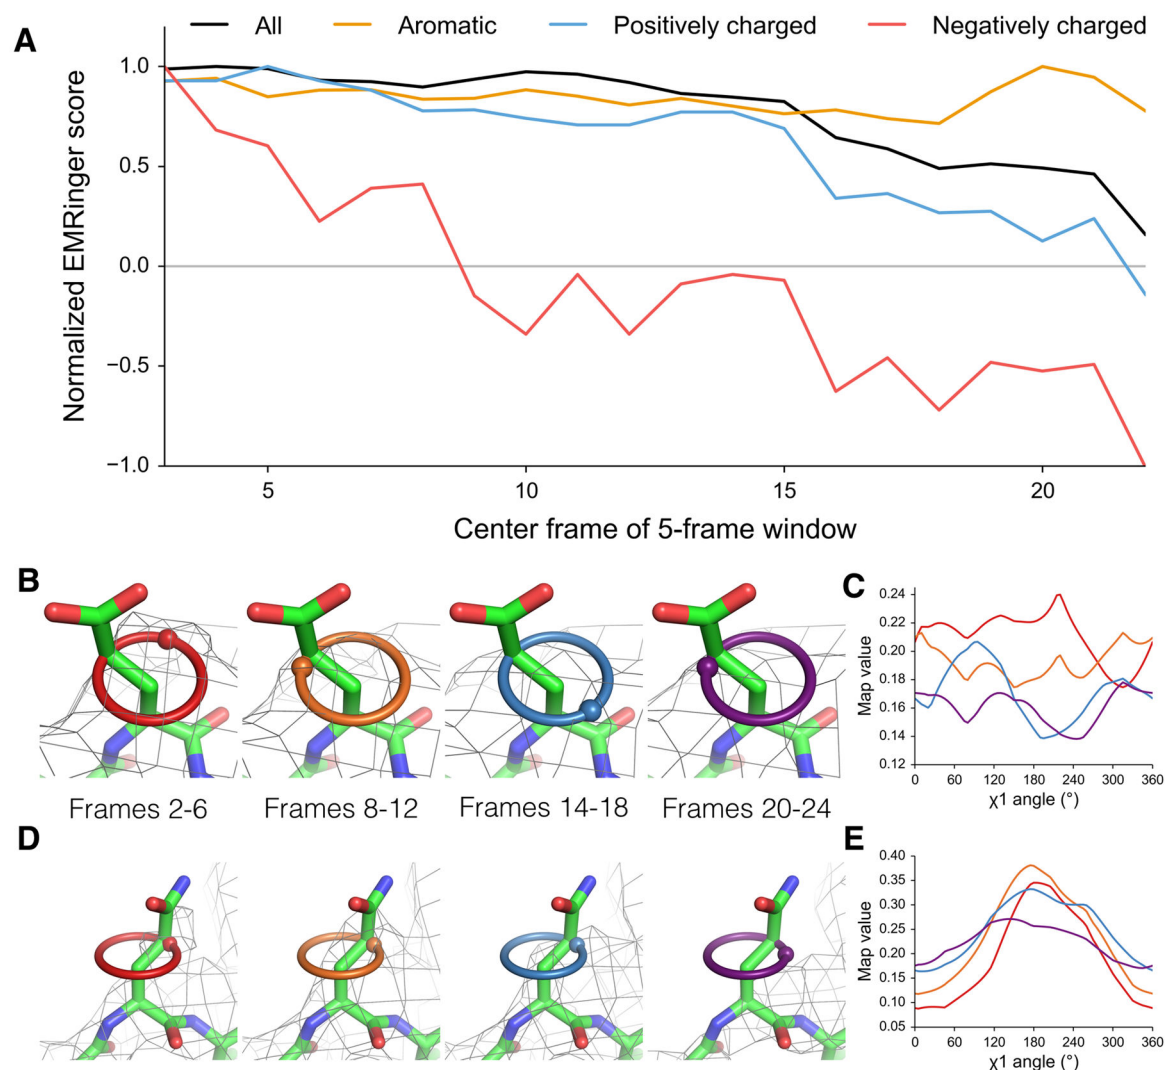 A
All Aromatic Positively charged Negatively charged
Normalized EMRinger score
1.0
0.5
0.0
−0.5
−1.0
5 10 15 20
Center frame of 5-frame window
B
Frames 2-6 Frames 8-12 Frames 14-18 Frames 20-24
C
Map value
0.24
0.22
0.20
0.18
0.16
0.14
0.12
0 60 120 180 240 300 360
χ1 angle (°)
D
E
Map value
0.40
0.35
0.30
0.25
0.20
0.15
0.10
0.05
0 60 120 180 240 300 360
χ1 angle (°)